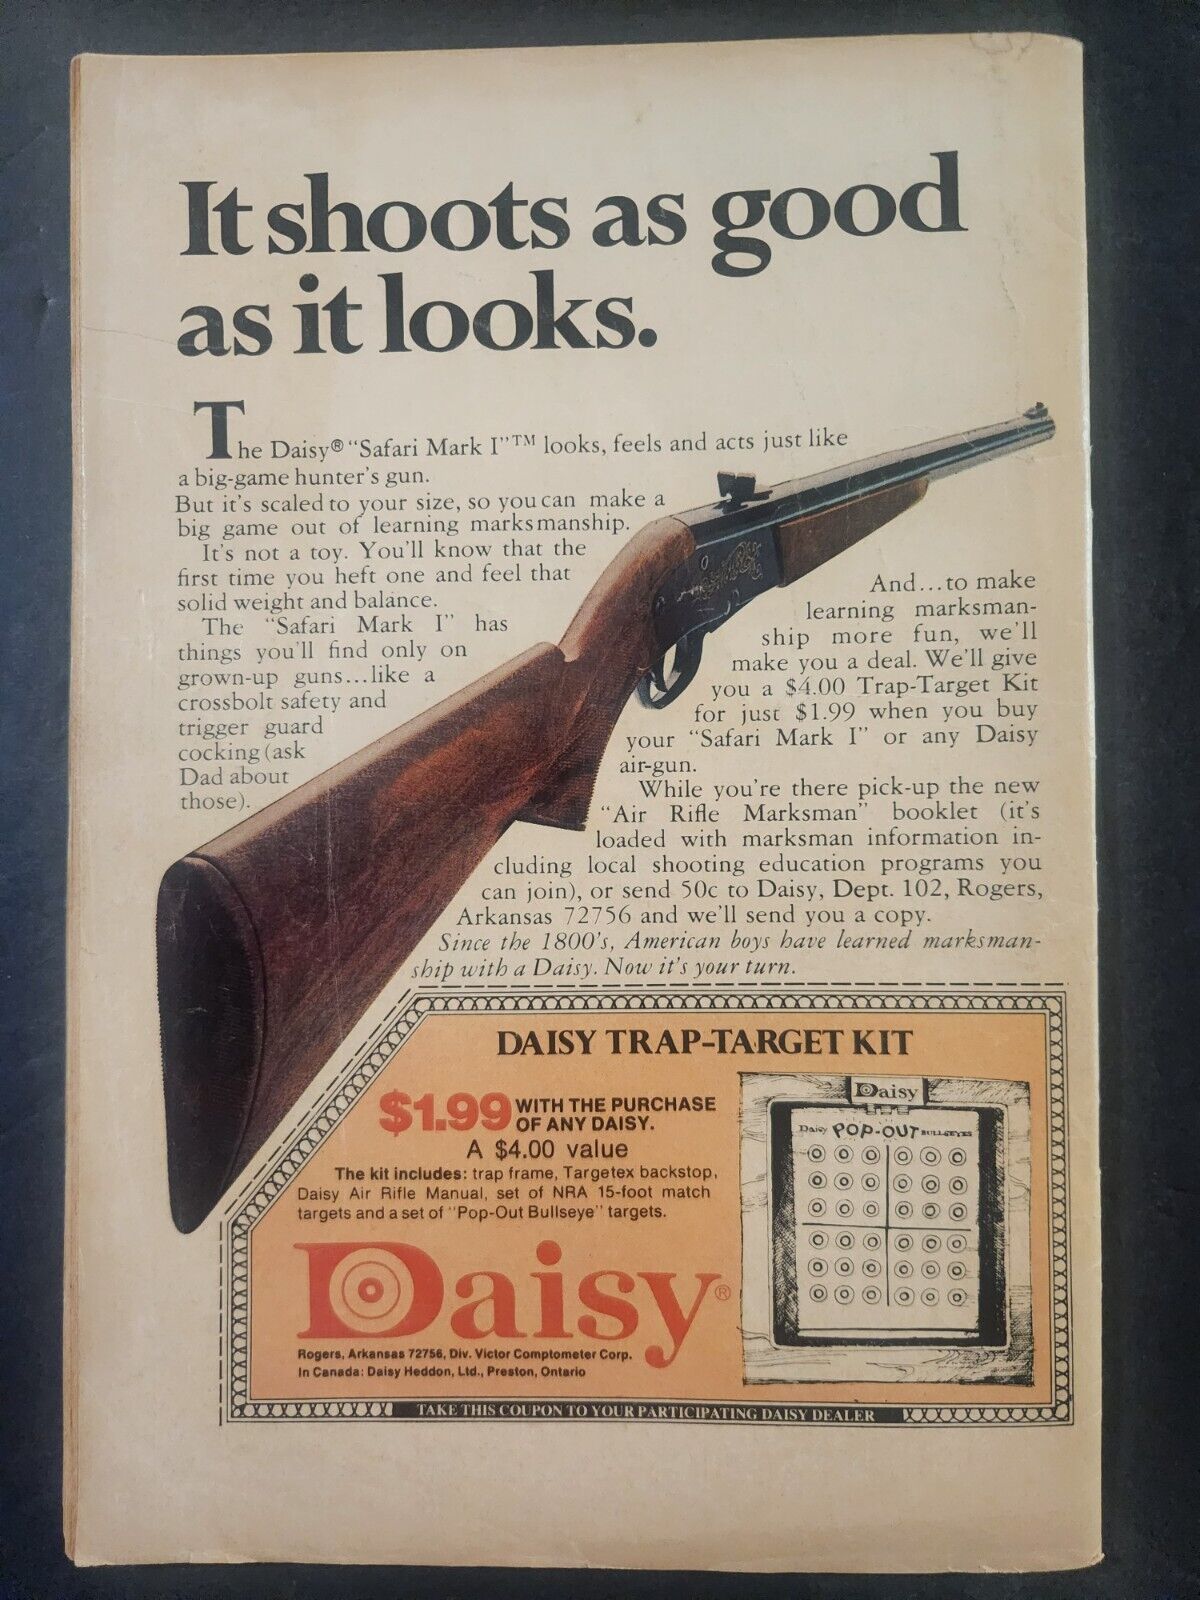 It shoots as good
as it looks.
The Daisy® “Safari Mark I”™ looks, feels and acts just like
a big-game hunter's gun.
But it's scaled to your size, so you can make a
big game out of learning marksmanship.
It's not a toy. You'll know that the
first time you heft one and feel that
solid weight and balance.
The “Safari Mark I” has
things you'll find only on
grown-up guns...like a
crossbolt safety and
trigger guard
cocking (ask
Dad about
those).
And...to make
learning marksman-
ship more fun, we'll
make you a deal. We'll give
you a $4.00 Trap-Target Kit
for just $1.99 when you buy
your “Safari Mark I” or any Daisy
air-gun.
While you're there pick-up the new
“Air Rifle Marksman” booklet (it's
loaded with marksman information in-
cluding local shooting education programs you
can join), or send 50c to Daisy, Dept. 102, Rogers,
Arkansas 72756 and we'll send you a copy.
Since the 1800's, American boys have learned marksman-
ship with a Daisy. Now it's your turn.
DAISY TRAP-TARGET KIT
$1.99 WITH THE PURCHASE
OF ANY DAISY.
A $4.00 value
The kit includes: trap frame, Targetex backstop,
Daisy Air Rifle Manual, set of NRA 15-foot match
targets and a set of “Pop-Out Bullseye” targets.
Daisy®
Rogers, Arkansas 72756, Div. Victor Comptometer Corp.
In Canada: Daisy Heddon, Ltd., Preston, Ontario
Daisy
Daisy POP-OUT BULLSEYES
TAKE THIS COUPON TO YOUR PARTICIPATING DAISY DEALER